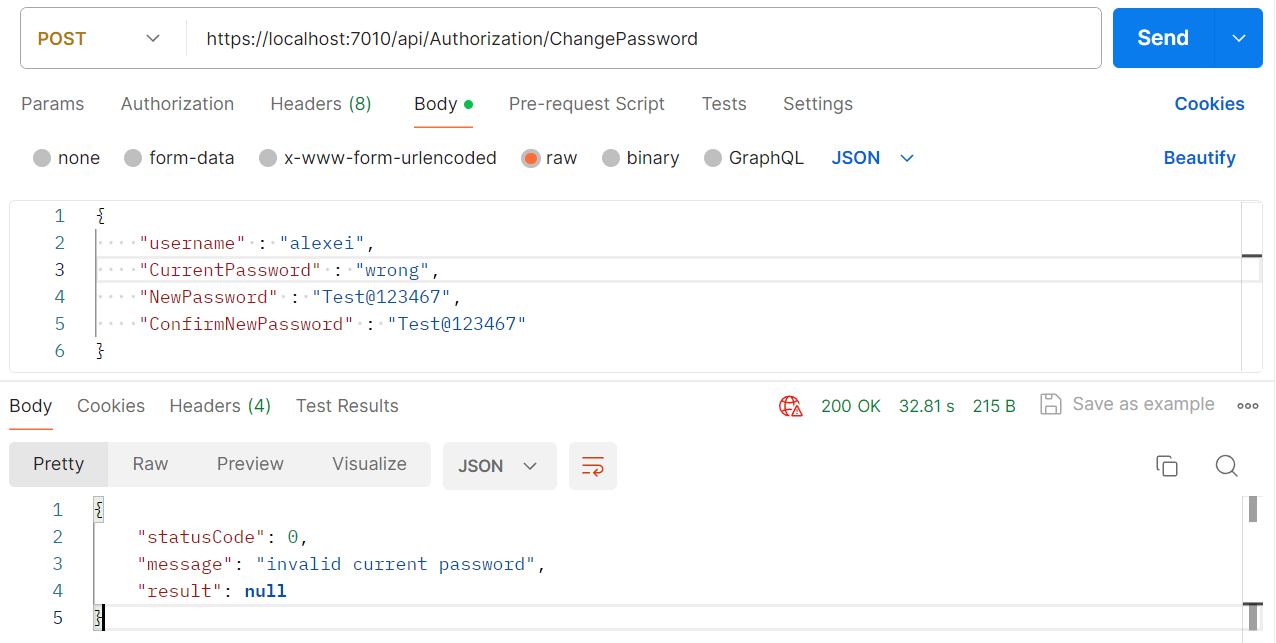 POST https://localhost:7010/api/Authorization/ChangePassword Send
Params Authorization Headers (8) Body Pre-request Script Tests Settings Cookies
none form-data x-www-form-urlencoded raw binary GraphQL JSON Beautify
1 {
2 "username" : "alexei",
3 "CurrentPassword" : "wrong",
4 "NewPassword" : "Test@123467",
5 "ConfirmNewPassword" : "Test@123467"
6 }
Body Cookies Headers (4) Test Results 200 OK 32.81 s 215 B Save as example
Pretty Raw Preview Visualize JSON
1 {
2 "statusCode": 0,
3 "message": "invalid current password",
4 "result": null
5 }